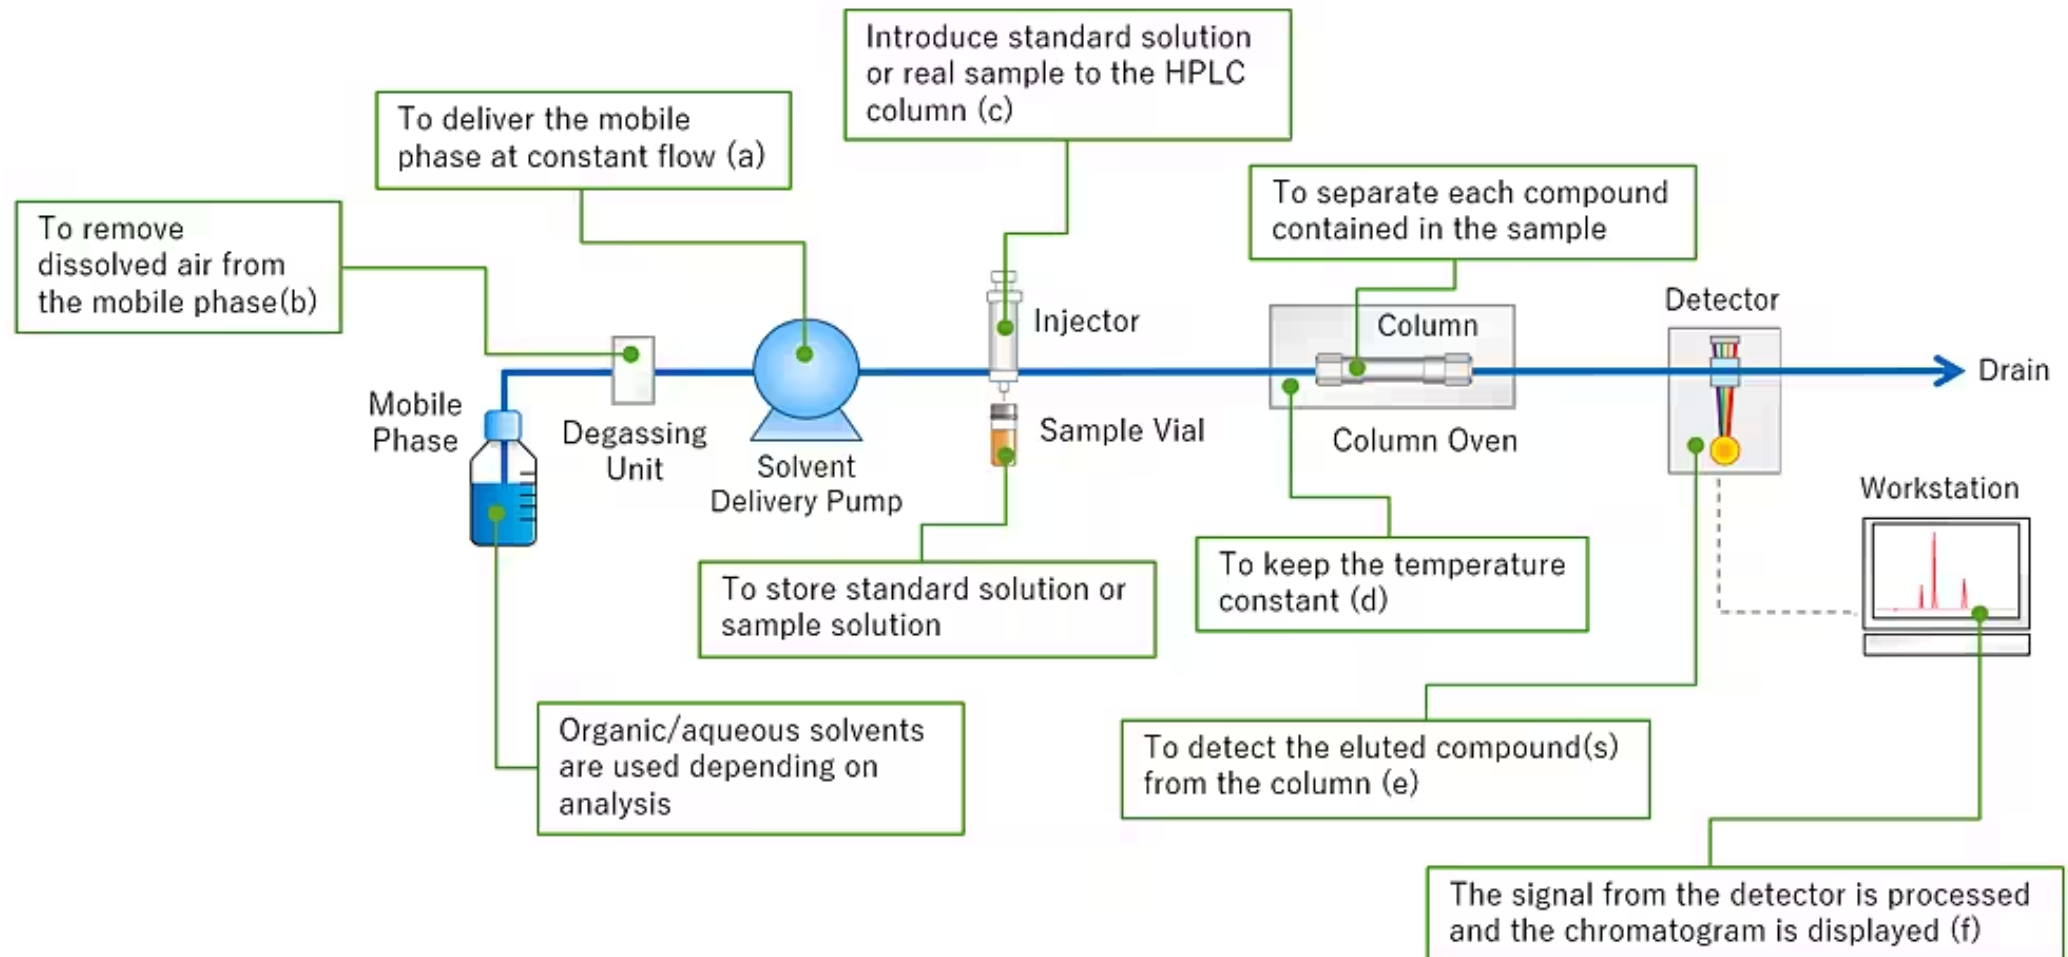 Introduce standard solution
or real sample to the HPLC
column (c)
To deliver the mobile
phase at constant flow (a)
To separate each compound
contained in the sample
To remove
dissolved air from
the mobile phase(b)
Injector
Column
Detector
Drain
Mobile
Phase
Degassing
Unit
Solvent
Delivery Pump
Sample Vial
Column Oven
Workstation
To store standard solution or
sample solution
To keep the temperature
constant (d)
Organic/aqueous solvents
are used depending on
analysis
To detect the eluted compound(s)
from the column (e)
The signal from the detector is processed
and the chromatogram is displayed (f)